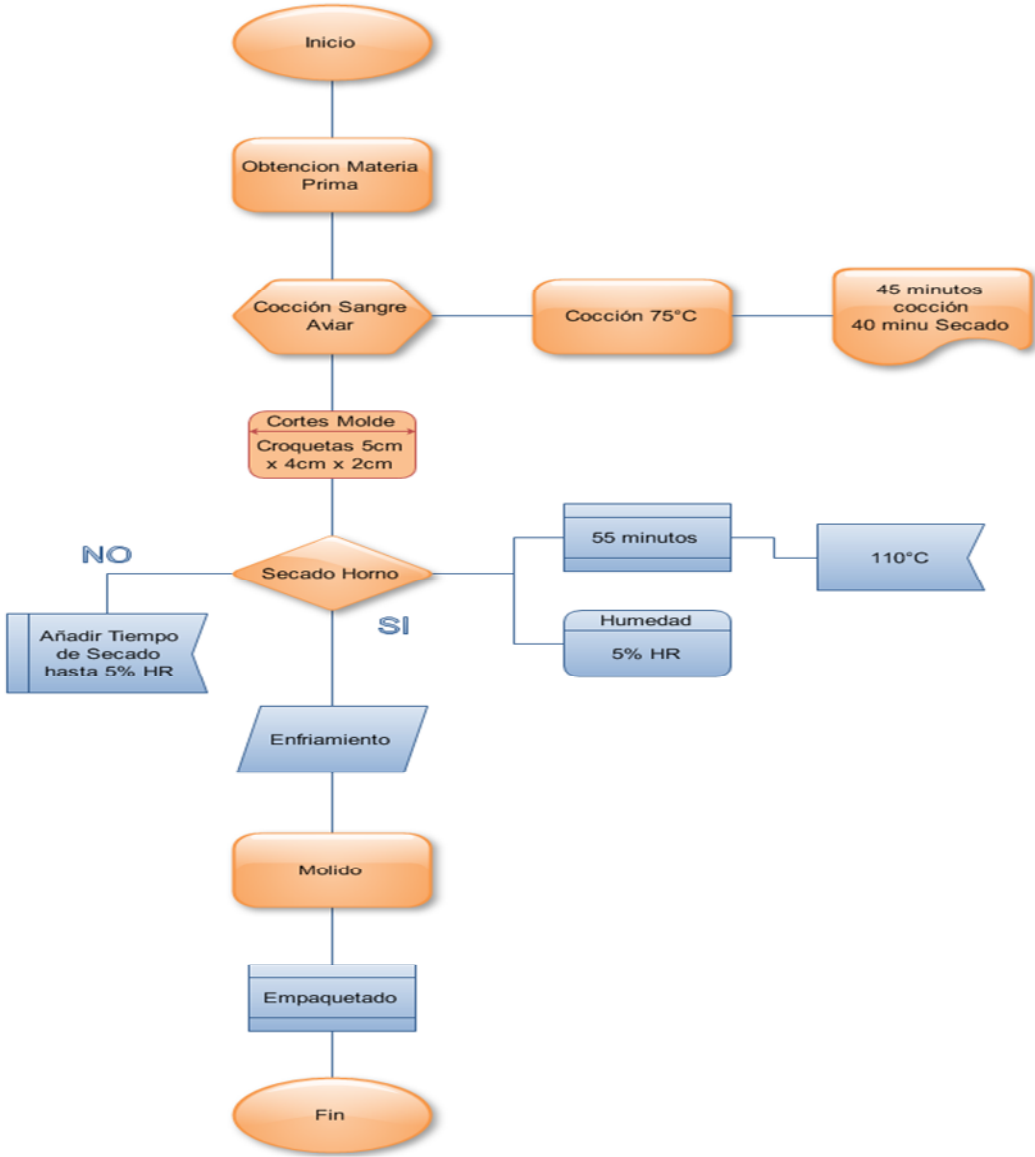 Inicio
Obtencion Materia
Prima
Cocción Sangre
Aviar
Cocción 75°C
45 minutos
cocción
40 minu Secado
Cortes Molde
Croquetas 5cm
x 4cm x 2cm
NO
Secado Horno
SI
55 minutos
110°C
Humedad
5% HR
Añadir Tiempo
de Secado
hasta 5% HR
Enfriamiento
Molido
Empaquetado
Fin